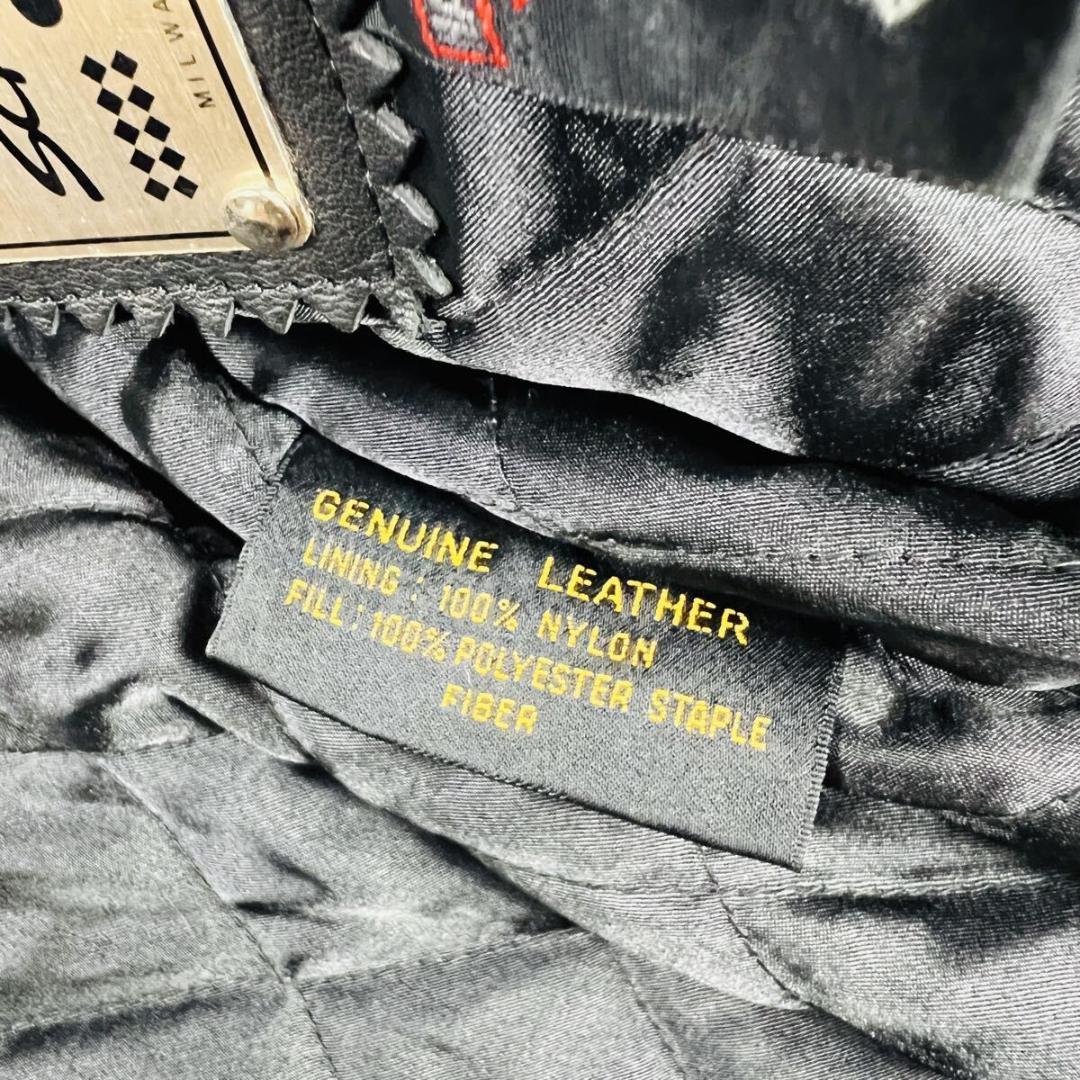 GENUINE LEATHER
LINING : 100% NYLON
FILL : 100% POLYESTER STAPLE
FIBER